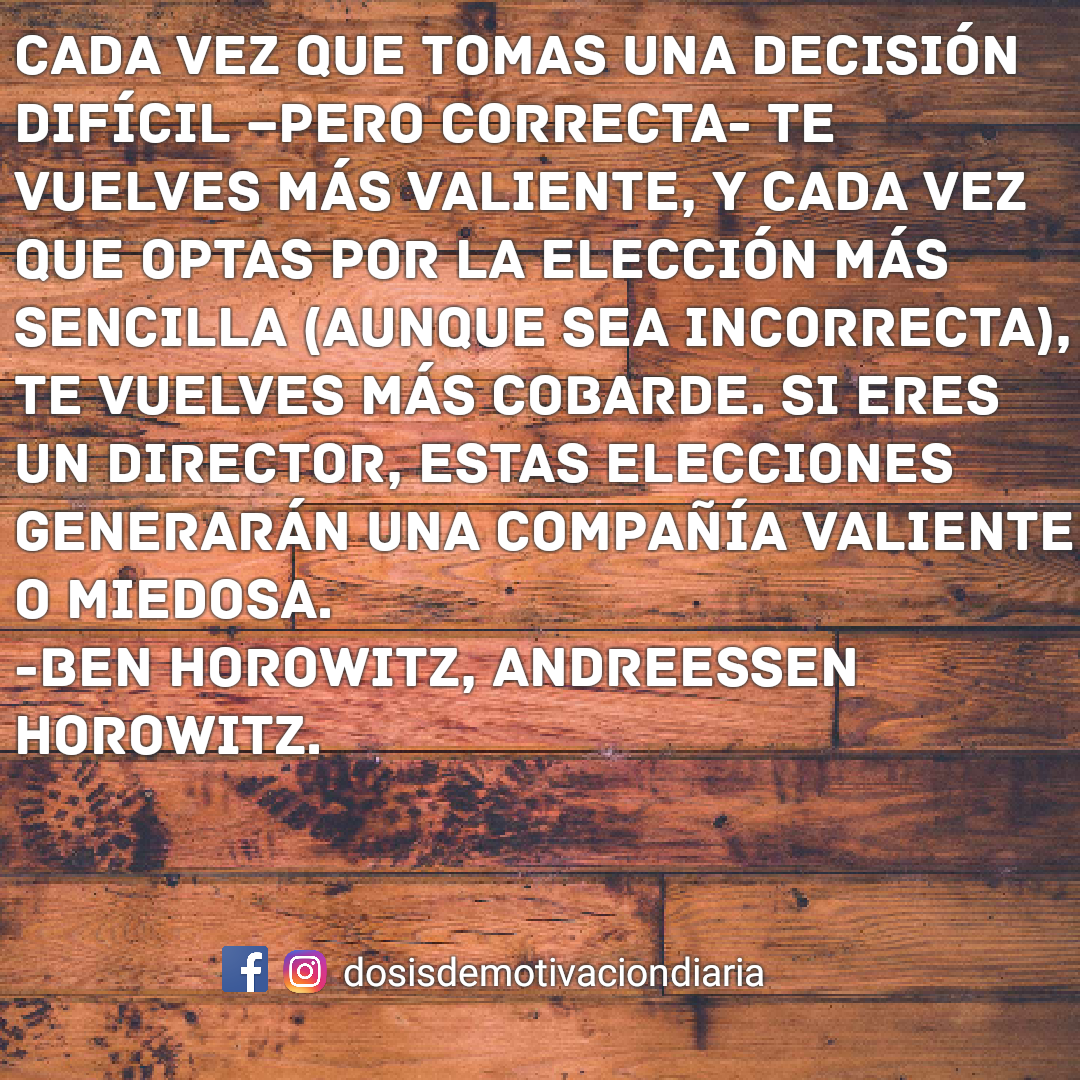 CADA VEZ QUE TOMAS UNA DECISIÓN
DIFÍCIL –PERO CORRECTA- TE
VUELVES MÁS VALIENTE, Y CADA VEZ
QUE OPTAS POR LA ELECCIÓN MÁS
SENCILLA (AUNQUE SEA INCORRECTA),
TE VUELVES MÁS COBARDE. SI ERES
UN DIRECTOR, ESTAS ELECCIONES
GENERARÁN UNA COMPAÑÍA VALIENTE
O MIEDOSA.
-BEN HOROWITZ, ANDREESSEN
HOROWITZ.
dosisdemotivaciondiaria